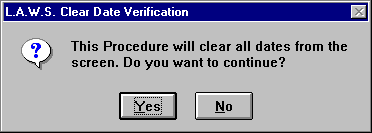 L.A.W.S. Clear Date Verification
This Procedure will clear all dates from the
screen. Do you want to continue?
Yes No